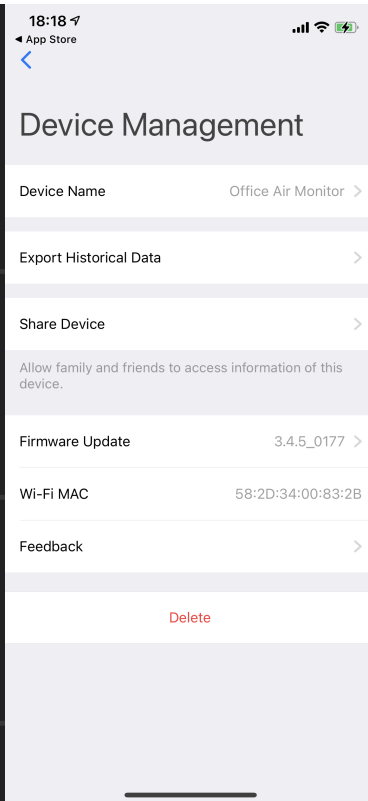 18:18
◀ App Store
Device Management
Device Name Office Air Monitor
Export Historical Data
Share Device
Allow family and friends to access information of this
device.
Firmware Update 3.4.5_0177
Wi-Fi MAC 58:2D:34:00:83:2B
Feedback
Delete